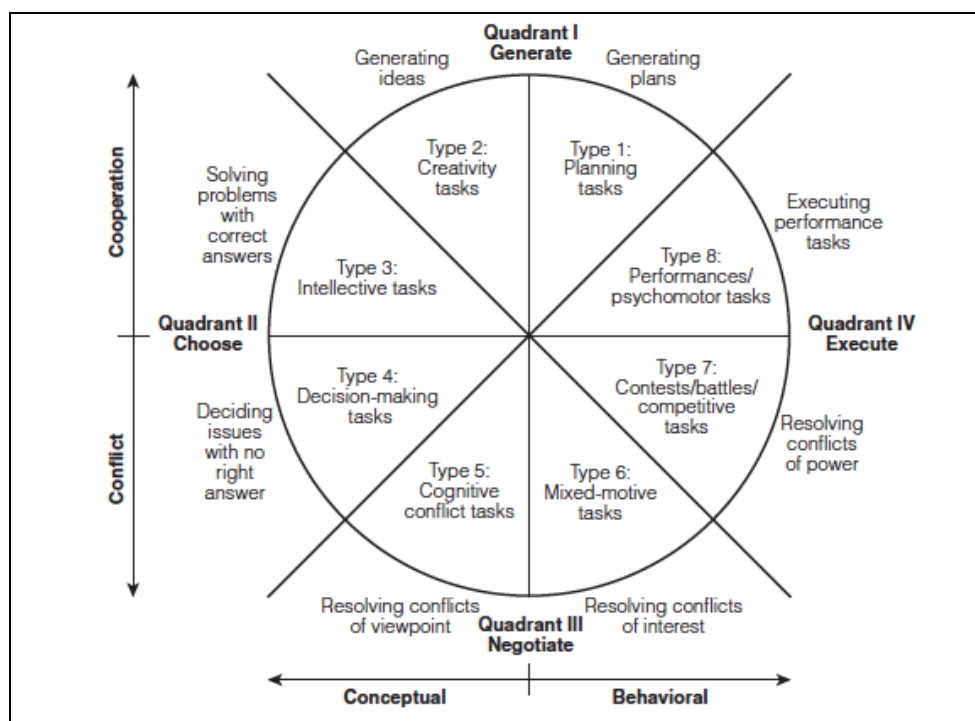 Quadrant I
Generate
Generating
ideas
Generating
plans
Type 2:
Creativity
tasks
Type 1:
Planning
tasks
Cooperation
Solving
problems
with
correct
answers
Executing
performance
tasks
Type 3:
Intellective tasks
Type 8:
Performances/
psychomotor tasks
Quadrant II
Choose
Quadrant IV
Execute
Type 4:
Decision-making
tasks
Type 7:
Contests/battles/
competitive
tasks
Conflict
Deciding
issues
with no
right
answer
Resolving
conflicts
of power
Type 5:
Cognitive
conflict tasks
Type 6:
Mixed-motive
tasks
Resolving conflicts
of viewpoint
Quadrant III
Negotiate
Resolving conflicts
of interest
Conceptual
Behavioral